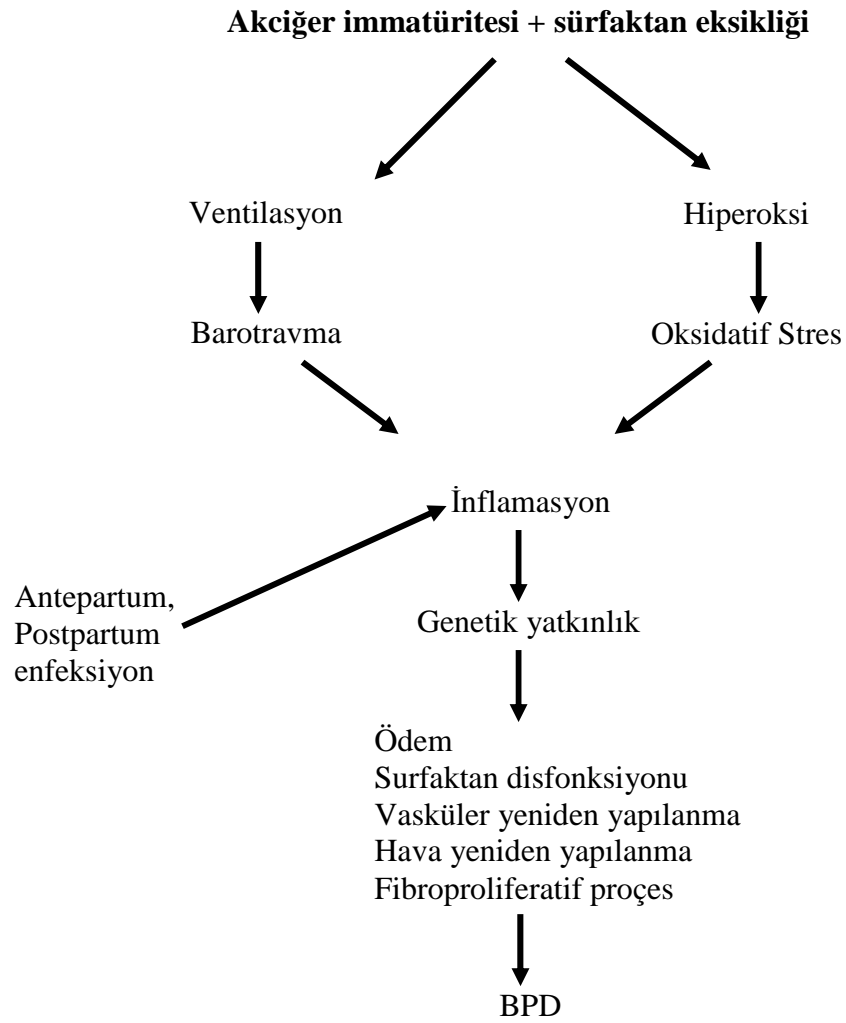 Akciğer immatüritesi + sürfaktan eksikliği
Ventilasyon
Hiperoksi
Barotravma
Oksidatif Stres
İnflamasyon
Antepartum,
Postpartum
enfeksiyon
Genetik yatkınlık
Ödem
Surfaktan disfonksiyonu
Vasküler yeniden yapılanma
Hava yeniden yapılanma
Fibroproliferatif proçes
BPD